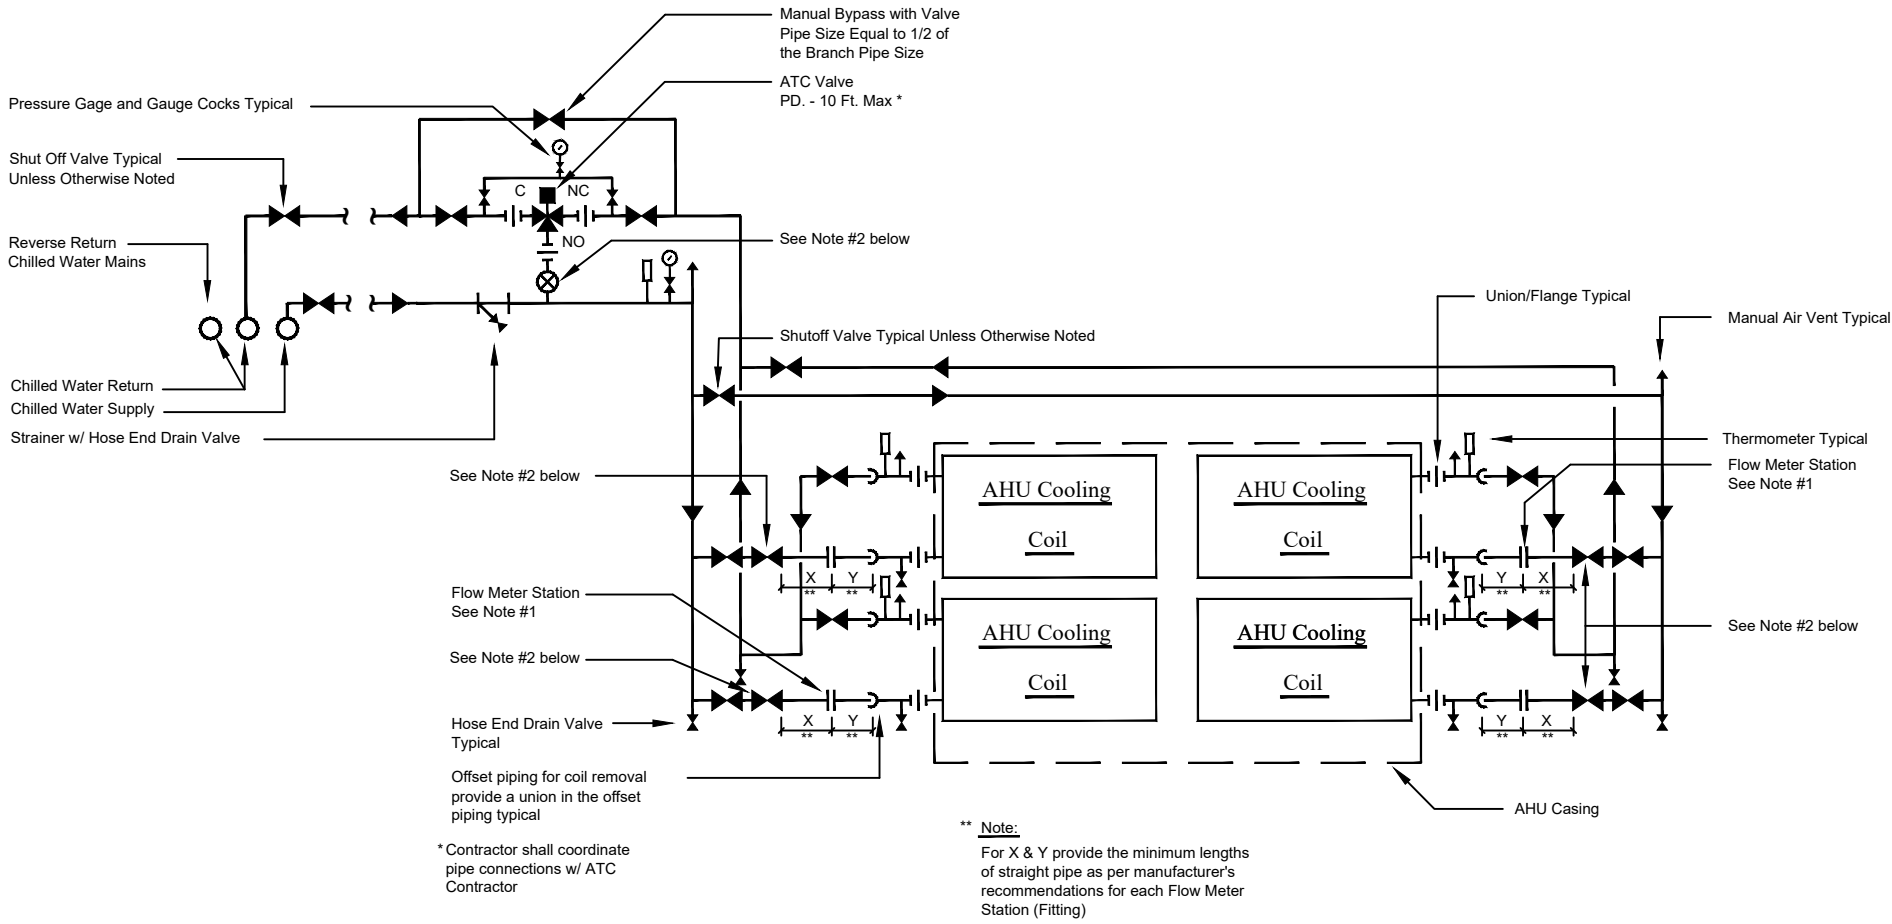 Manual Bypass with Valve
Pipe Size Equal to 1/2 of
the Branch Pipe Size
ATC Valve
PD. - 10 Ft. Max *
Pressure Gage and Gauge Cocks Typical
Shut Off Valve Typical
Unless Otherwise Noted
C
NC
NO
See Note #2 below
Reverse Return
Chilled Water Mains
Union/Flange Typical
Manual Air Vent Typical
Shutoff Valve Typical Unless Otherwise Noted
Chilled Water Return
Chilled Water Supply
Strainer w/ Hose End Drain Valve
Thermometer Typical
Flow Meter Station
See Note #1
See Note #2 below
AHU Cooling
Coil
AHU Cooling
Coil
X
**
Y
**
Y
**
X
**
Flow Meter Station
See Note #1
See Note #2 below
AHU Cooling
Coil
AHU Cooling
Coil
See Note #2 below
X
**
Y
**
Y
**
X
**
Hose End Drain Valve
Typical
Offset piping for coil removal
provide a union in the offset
piping typical
AHU Casing
* Contractor shall coordinate
pipe connections w/ ATC
Contractor
** Note:
For X & Y provide the minimum lengths
of straight pipe as per manufacturer's
recommendations for each Flow Meter
Station (Fitting)